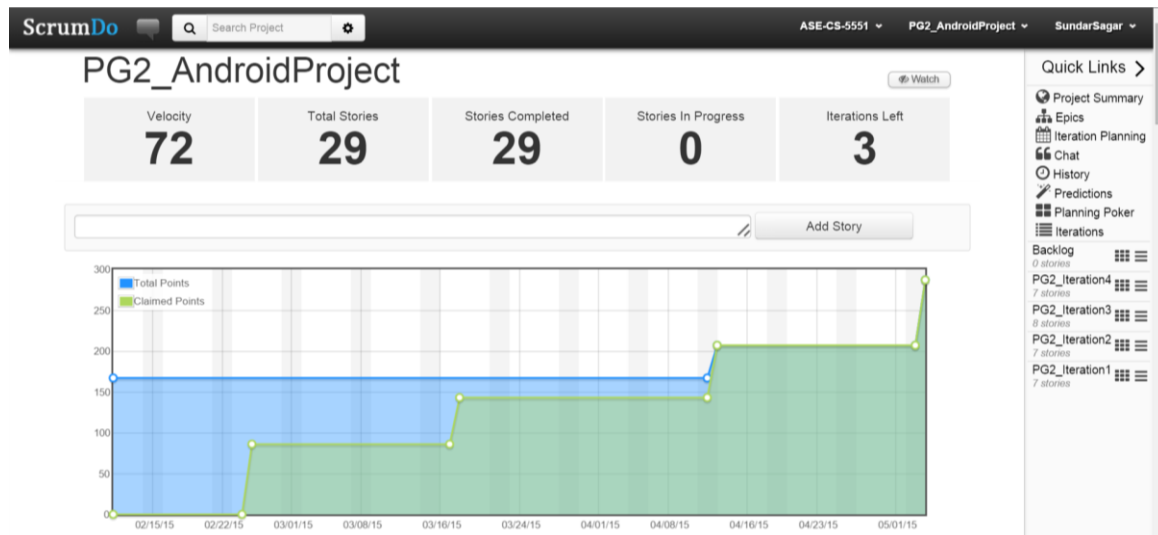 ScrumDo
Search Project
ASE-CS-5551
PG2_AndroidProject
SundarSagar
PG2_AndroidProject
Watch
Velocity
72
Total Stories
29
Stories Completed
29
Stories In Progress
0
Iterations Left
3
Add Story
300
250
200
150
100
50
0
Total Points
Claimed Points
02/15/15 02/22/15 03/01/15 03/08/15 03/16/15 03/24/15 04/01/15 04/08/15 04/16/15 04/23/15 05/01/15
Quick Links
Project Summary
Epics
Iteration Planning
Chat
History
Predictions
Planning Poker
Iterations
Backlog
0 stories
PG2_Iteration4
7 stories
PG2_Iteration3
8 stories
PG2_Iteration2
7 stories
PG2_Iteration1
7 stories